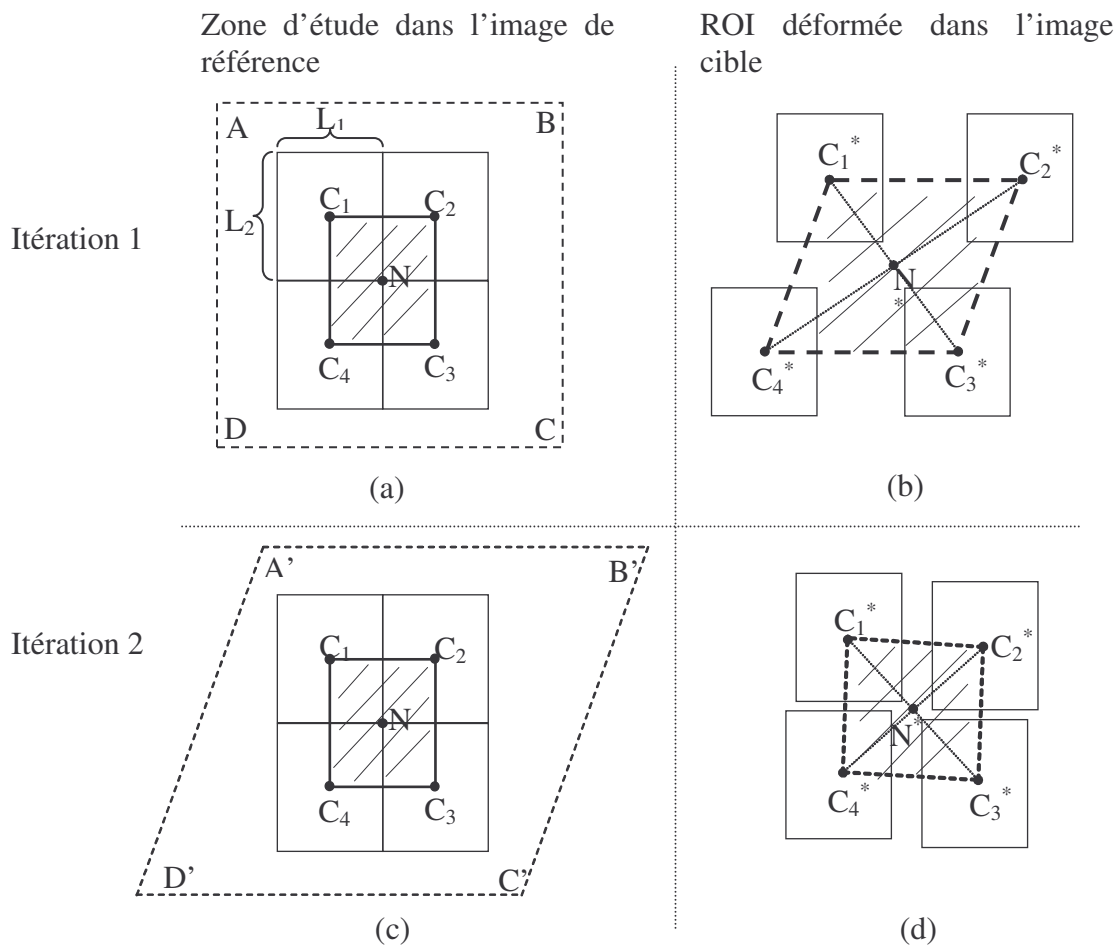 Zone d'étude dans l'image de
référence
ROI déformée dans l'image
cible
Itération 1
A
B
L₁
L₂
C₁
C₂
N
C₄
C₃
D
C
(a)
C₁*
C₂*
N
*
C₄*
C₃*
(b)
Itération 2
A'
B'
C₁
C₂
N
C₄
C₃
D'
C'
(c)
C₁*
C₂*
N*
C₄*
C₃*
(d)